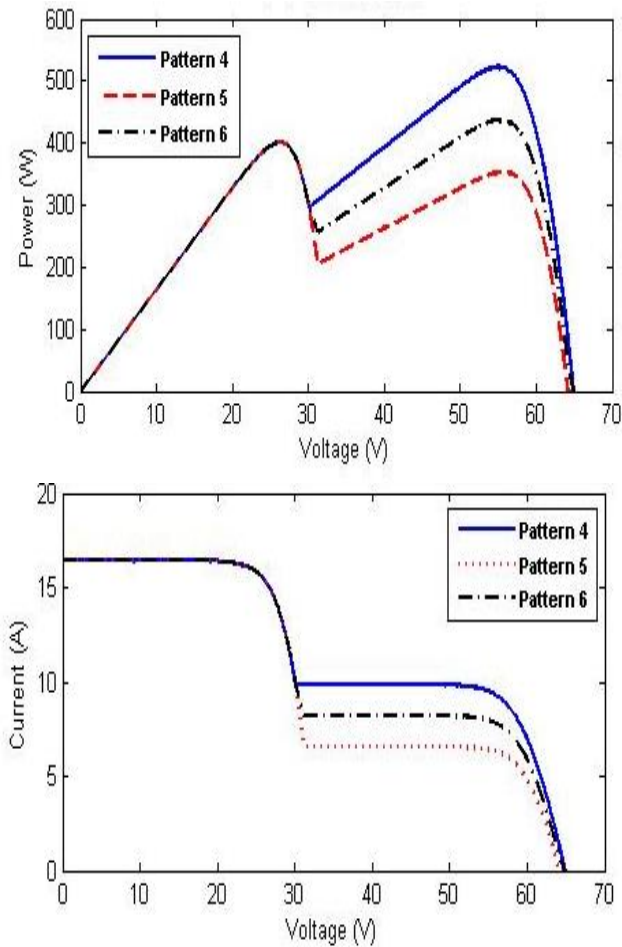 600
500
400
300
200
100
0
Power (W)
Pattern 4
Pattern 5
Pattern 6
0 10 20 30 40 50 60 70
Voltage (V)
20
15
10
5
0
Current (A)
Pattern 4
Pattern 5
Pattern 6
0 10 20 30 40 50 60 70
Voltage (V)